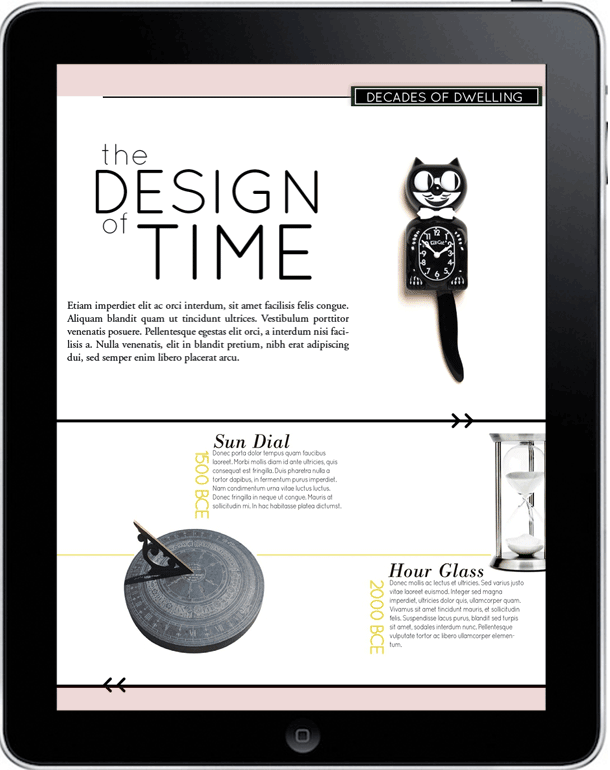 DECADES OF DWELLING
the
DESIGN
of
TIME
Etiam imperdiet elit ac orci interdum, sit amet facilisis felis congue.
Aliquam blandit quam ut tincidunt ultrices. Vestibulum porttitor
venenatis posuere. Pellentesque egestas elit orci, a interdum nisi faci-
lisis a. Nulla venenatis, elit in blandit pretium, nibh erat adipiscing
dui, sed semper enim libero placerat arcu.
Sun Dial
1500 BCE
Donec porta dolor tempus quam faucibus
laoreet. Morbi mollis diam id ante ultricies, quis
consequat est fringilla. Duis pharetra nulla a
tortor dapibus, in fermentum purus imperdiet.
Nam condimentum urna vitae luctus luctus.
Donec fringilla in neque ut congue. Mauris at
sollicitudin mi. In hac habitasse platea dictumst.
Hour Glass
2000 BCE
Donec mollis ac lectus et ultricies. Sed varius justo
vitae laoreet euismod. Integer sed magna
imperdiet, ultricies dolor quis, ullamcorper quam.
Vivamus sit amet tincidunt mauris, et sollicitudin
felis. Suspendisse lacus purus, blandit sed turpis
sit amet, sodales interdum nunc. Pellentesque
vulputate tortor ac libero ullamcorper elemen-
tum.